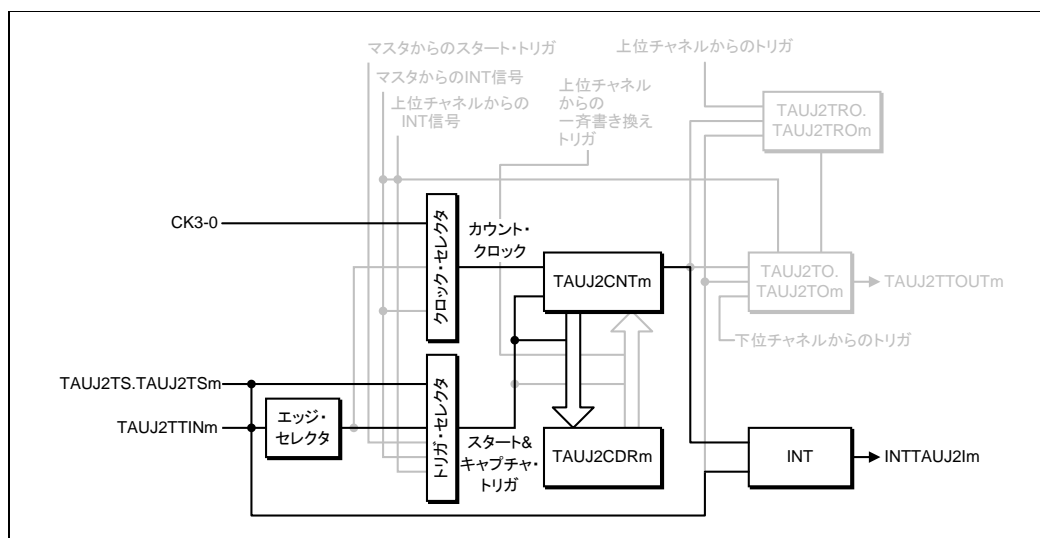 マスタからのスタート・トリガ
マスタからのINT信号
上位チャネルからの
INT信号
上位チャネル
からの
一斉書き換え
トリガ
上位チャネルからのトリガ
TAUJ2TRO.
TAUJ2TROm
CK3-0
クロック・セレクタ
カウント・
クロック
TAUJ2CNTm
TAUJ2TO.
TAUJ2TOm
TAUJ2TTOUTm
下位チャネルからのトリガ
TAUJ2TS.TAUJ2TSm
TAUJ2TTINm
エッジ・
セレクタ
トリガ・セレクタ
スタート&
キャプチャ・
トリガ
TAUJ2CDRm
INT
INTTAUJ2Im